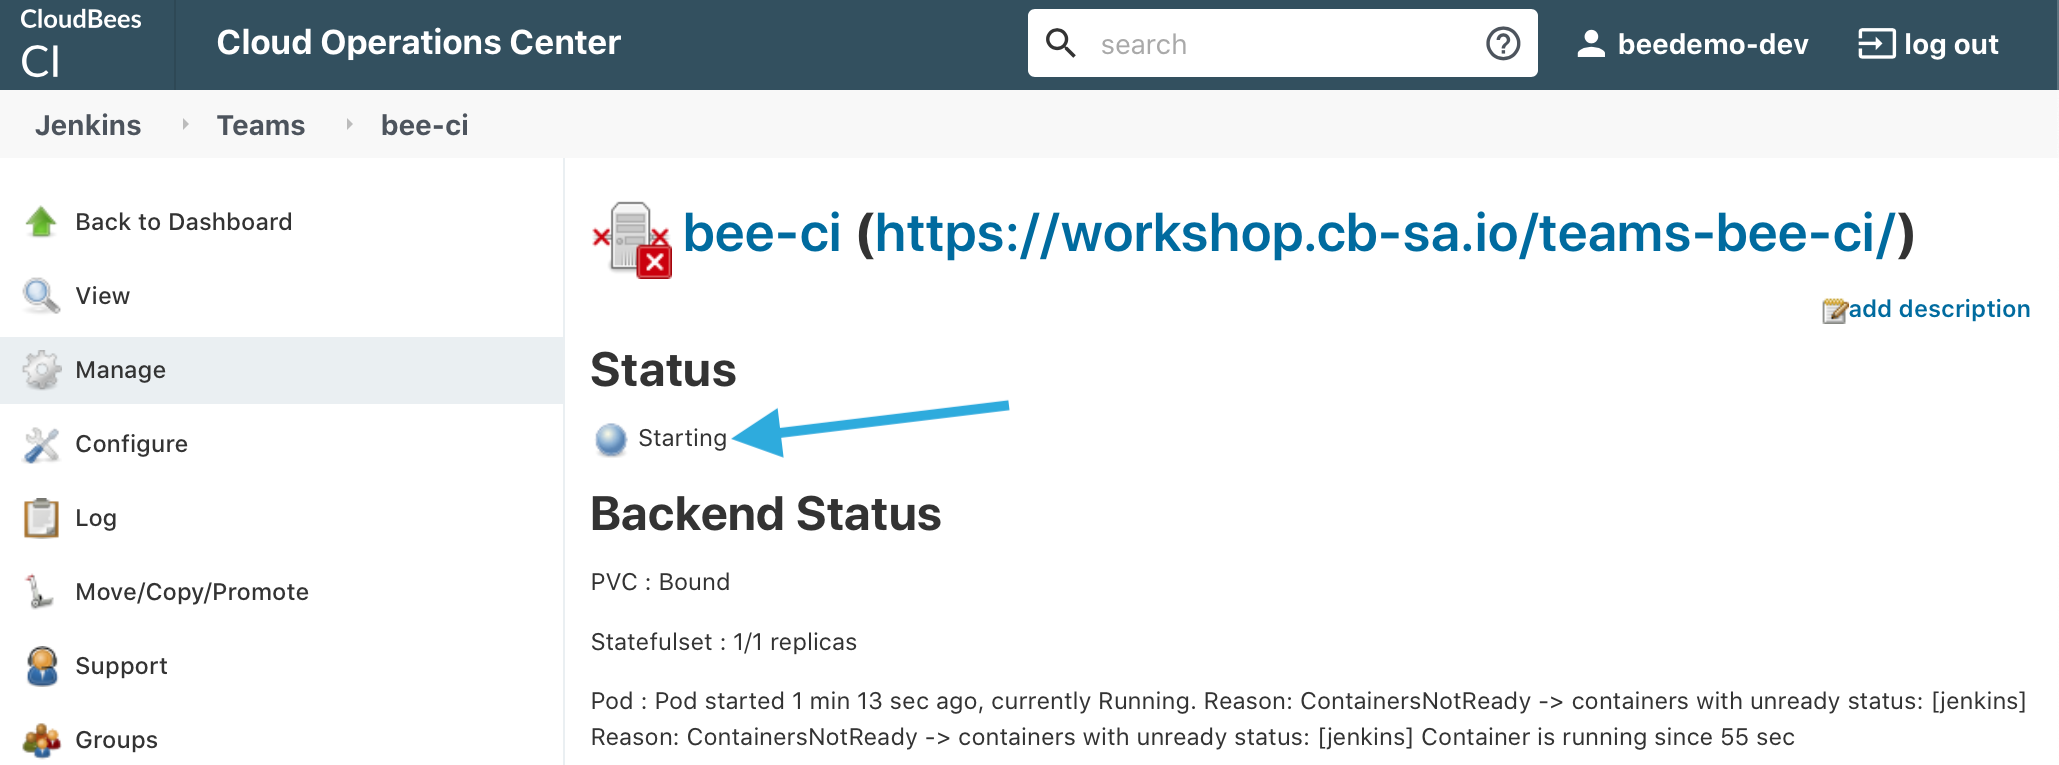 CloudBees
CI
Cloud Operations Center
search
beedemo-dev
log out
Jenkins
Teams
bee-ci
Back to Dashboard
View
Manage
Configure
Log
Move/Copy/Promote
Support
Groups
bee-ci (https://workshop.cb-sa.io/teams-bee-ci/)
add description
Status
Starting
Backend Status
PVC : Bound
Statefulset : 1/1 replicas
Pod : Pod started 1 min 13 sec ago, currently Running. Reason: ContainersNotReady -> containers with unready status: [jenkins]
Reason: ContainersNotReady -> containers with unready status: [jenkins] Container is running since 55 sec